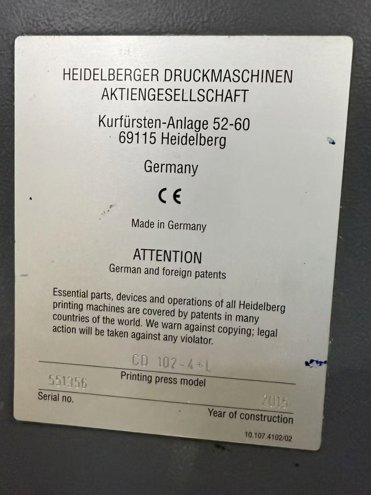 HEIDELBERGER DRUCKMASCHINEN
AKTIENGESELLSCHAFT
Kurfürsten-Anlage 52-60
69115 Heidelberg
Germany
CE
Made in Germany
ATTENTION
German and foreign patents
Essential parts, devices and operations of all Heidelberg
printing machines are covered by patents in many
countries of the world. We warn against copying; legal
action will be taken against any violator.
CD 102-4+L
Printing press model
551356
Serial no.
2015
Year of construction
10.107.4102/02